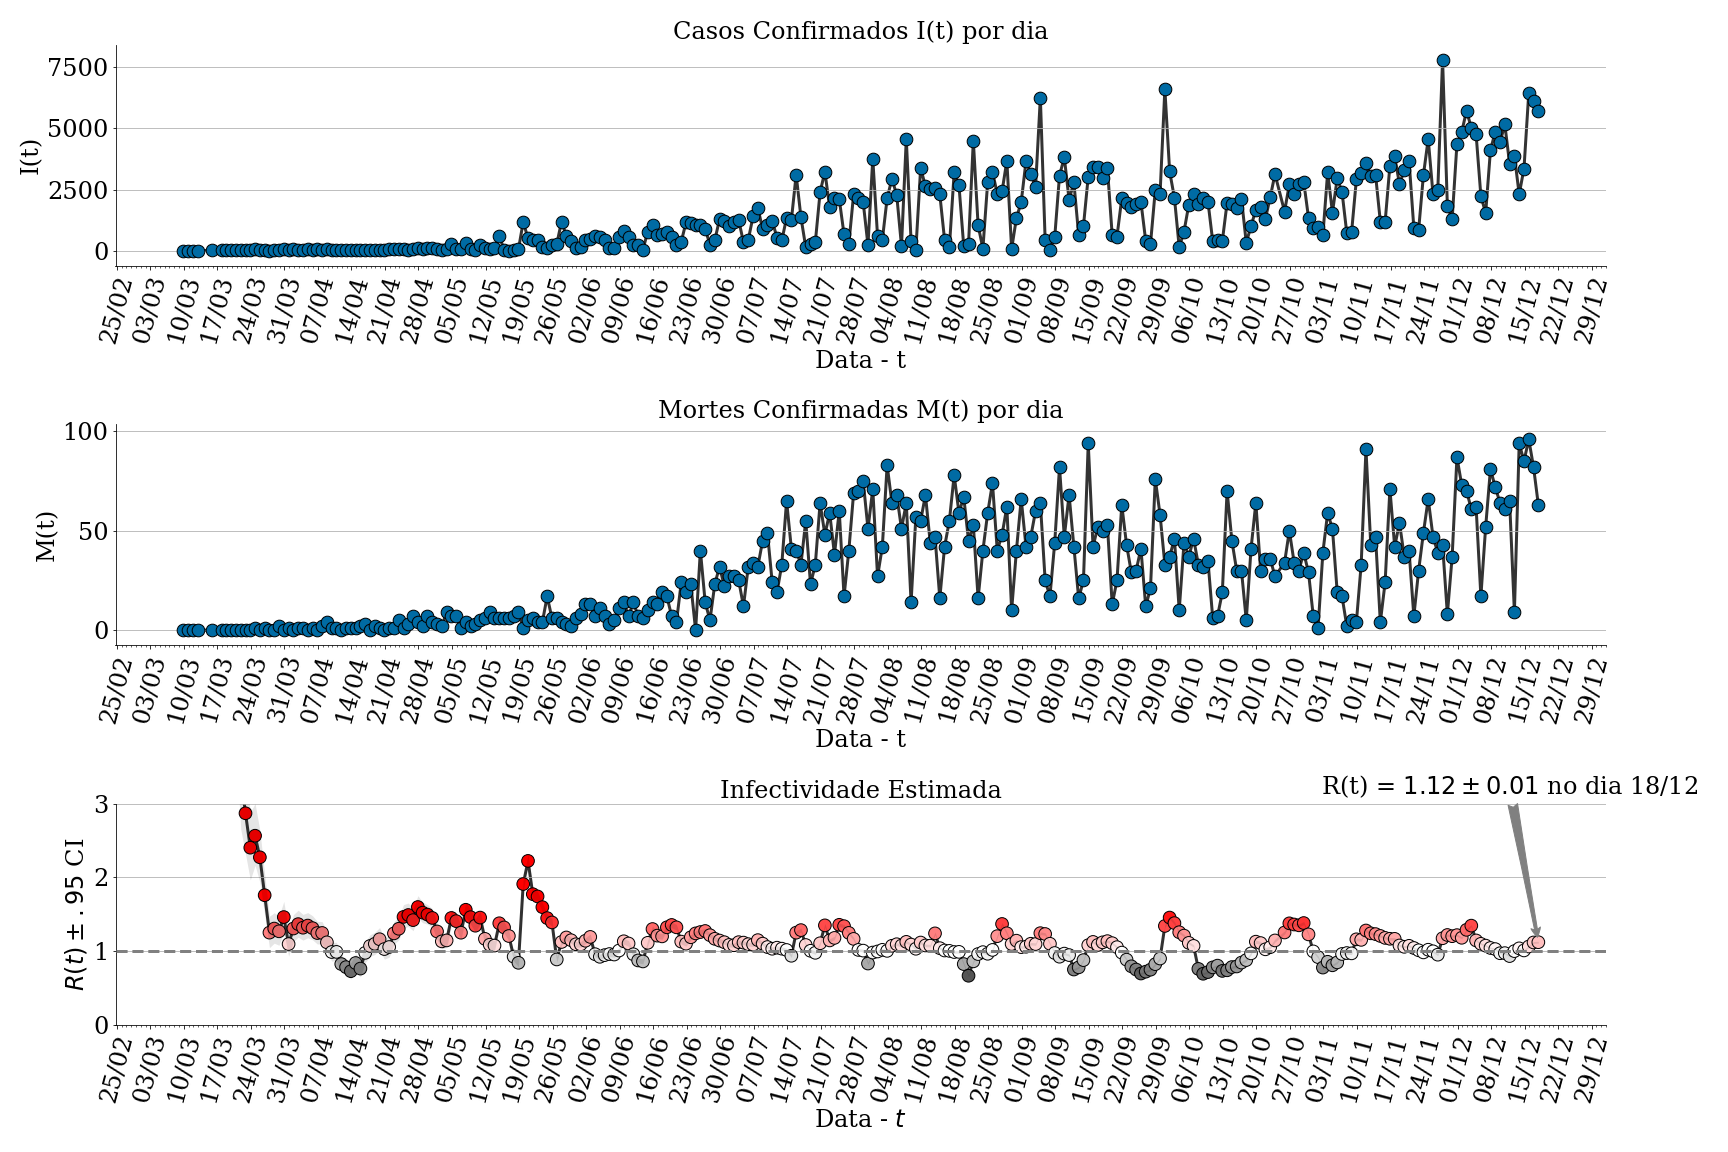 Casos Confirmados I(t) por dia
7500
5000
2500
0
I(t)
25/02 03/03 10/03 17/03 24/03 31/03 07/04 14/04 21/04 28/04 05/05 12/05 19/05 26/05 02/06 09/06 16/06 23/06 30/06 07/07 14/07 21/07 28/07 04/08 11/08 18/08 25/08 01/09 08/09 15/09 22/09 29/09 06/10 13/10 20/10 27/10 03/11 10/11 17/11 24/11 01/12 08/12 15/12 22/12 29/12
Data - t
Mortes Confirmadas M(t) por dia
100
50
0
M(t)
25/02 03/03 10/03 17/03 24/03 31/03 07/04 14/04 21/04 28/04 05/05 12/05 19/05 26/05 02/06 09/06 16/06 23/06 30/06 07/07 14/07 21/07 28/07 04/08 11/08 18/08 25/08 01/09 08/09 15/09 22/09 29/09 06/10 13/10 20/10 27/10 03/11 10/11 17/11 24/11 01/12 08/12 15/12 22/12 29/12
Data - t
Infectividade Estimada
R(t) = 1.12 ± 0.01 no dia 18/12
3
2
1
0
R(t) ± .95 CI
25/02 03/03 10/03 17/03 24/03 31/03 07/04 14/04 21/04 28/04 05/05 12/05 19/05 26/05 02/06 09/06 16/06 23/06 30/06 07/07 14/07 21/07 28/07 04/08 11/08 18/08 25/08 01/09 08/09 15/09 22/09 29/09 06/10 13/10 20/10 27/10 03/11 10/11 17/11 24/11 01/12 08/12 15/12 22/12 29/12
Data - t